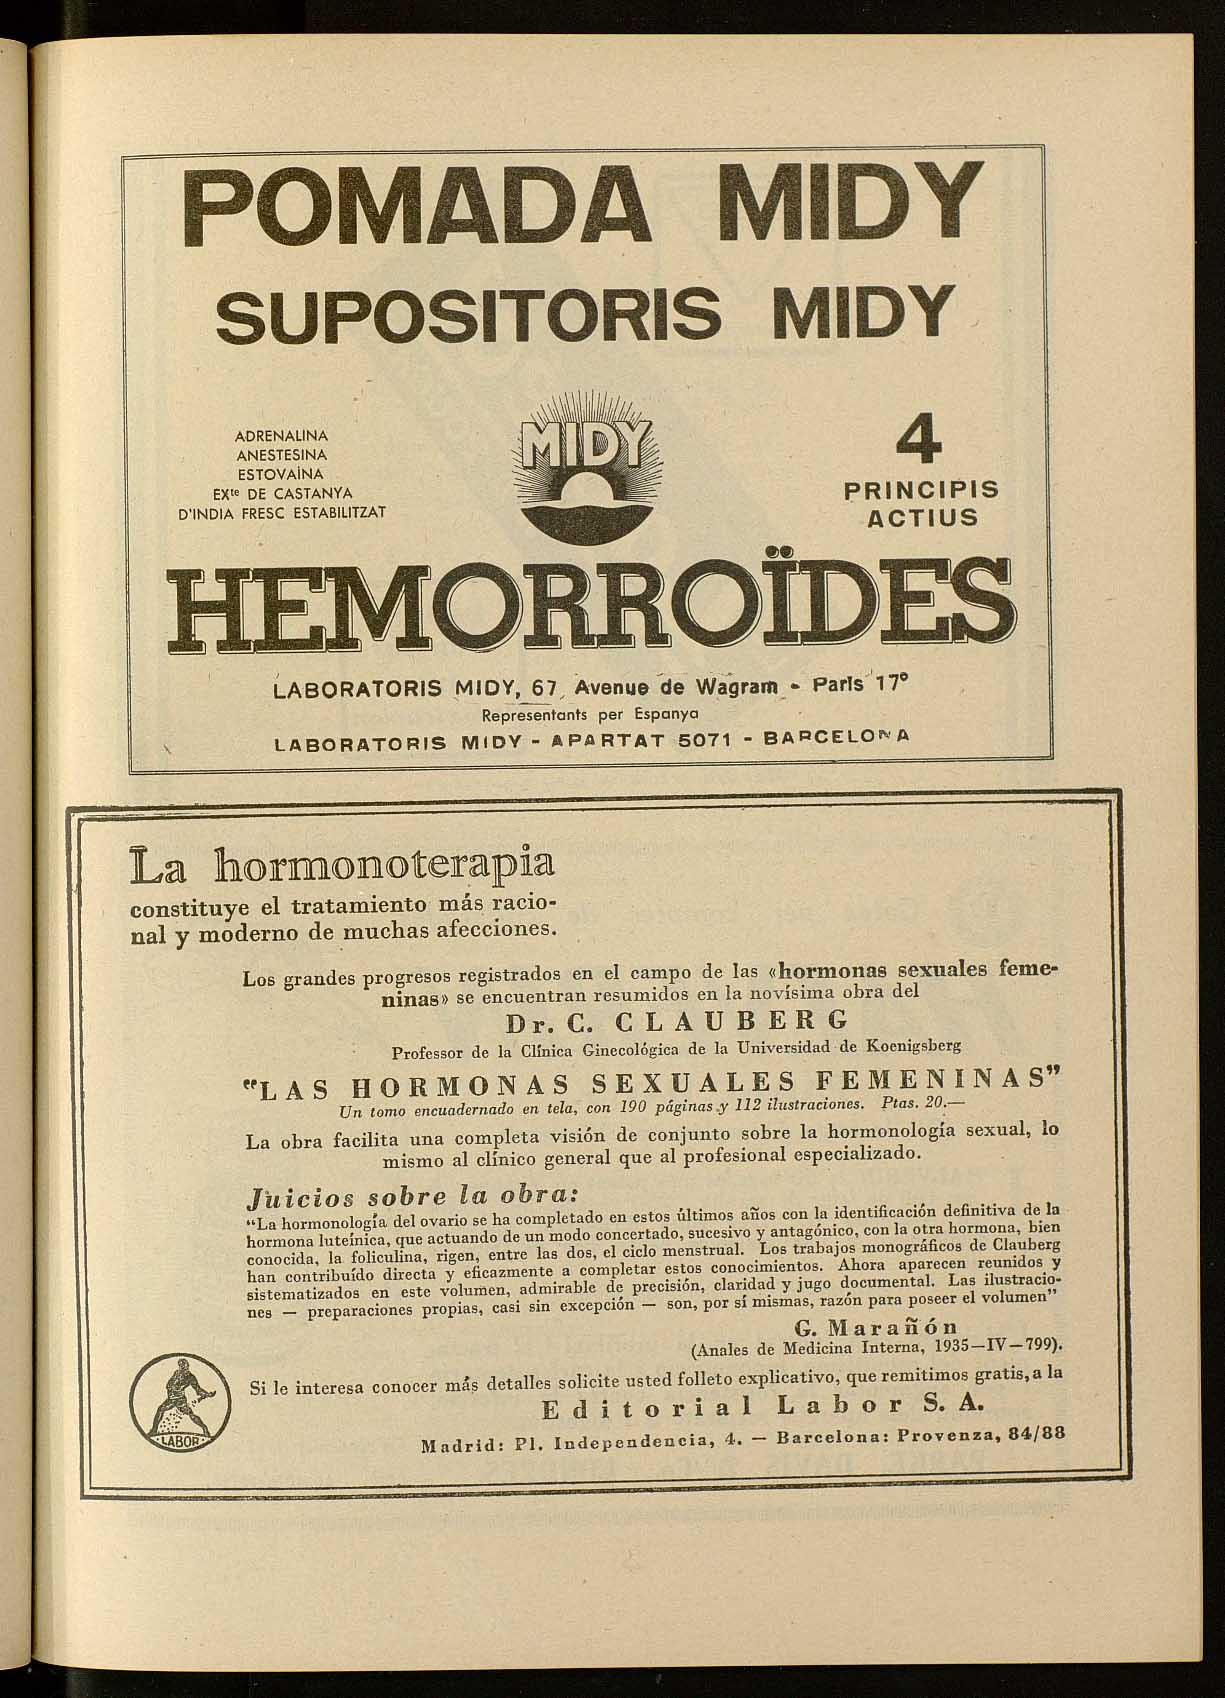 POMADA MIDY
SUPOSITORIS MIDY
ADRENALINA
ANESTESINA
ESTOVAÏNA
EXte DE CASTANYA
D'INDIA FRESC ESTABILITZAT
MIDY
4
PRINCIPIS
ACTIUS
HEMORROÏDES
LABORATORIS MIDY, 67, Avenue de Wagram - París 17º
Representants per Espanya
LABORATORIS MIDY - APARTAT 5071 - BARCELONA
La hormonoterapia
constituye el tratamiento más racio-
nal y moderno de muchas afecciones.
Los grandes progresos registrados en el campo de las «hormonas sexuales feme-
ninas» se encuentran resumidos en la novísima obra del
Dr. C. CLAUBERG
Professor de la Clínica Ginecológica de la Universidad de Koenigsberg
"LAS HORMONAS SEXUALES FEMENINAS"
Un tomo encuadernado en tela, con 190 páginas y 112 ilustraciones. Ptas. 20.—
La obra facilita una completa visión de conjunto sobre la hormonología sexual, lo
mismo al clínico general que al profesional especializado.
Juicios sobre la obra:
"La hormonología del ovario se ha completado en estos últimos años con la identificación definitiva de la
hormona luteínica, que actuando de un modo concertado, sucesivo y antagónico, con la otra hormona, bien
conocida, la foliculina, rigen, entre las dos, el ciclo menstrual. Los trabajos monográficos de Clauberg
han contribuído directa y eficazmente a completar estos conocimientos. Ahora aparecen reunidos y
sistematizados en este volumen, admirable de precisión, claridad y jugo documental. Las ilustracio-
nes — preparaciones propias, casi sin excepción — son, por sí mismas, razón para poseer el volumen"
G. Marañón
(Anales de Medicina Interna, 1935—IV—799).
Si le interesa conocer más detalles solicite usted folleto explicativo, que remitimos gratis, a la
Editorial Labor S. A.
LABOR
Madrid: Pl. Independencia, 4. — Barcelona: Provenza, 84/88